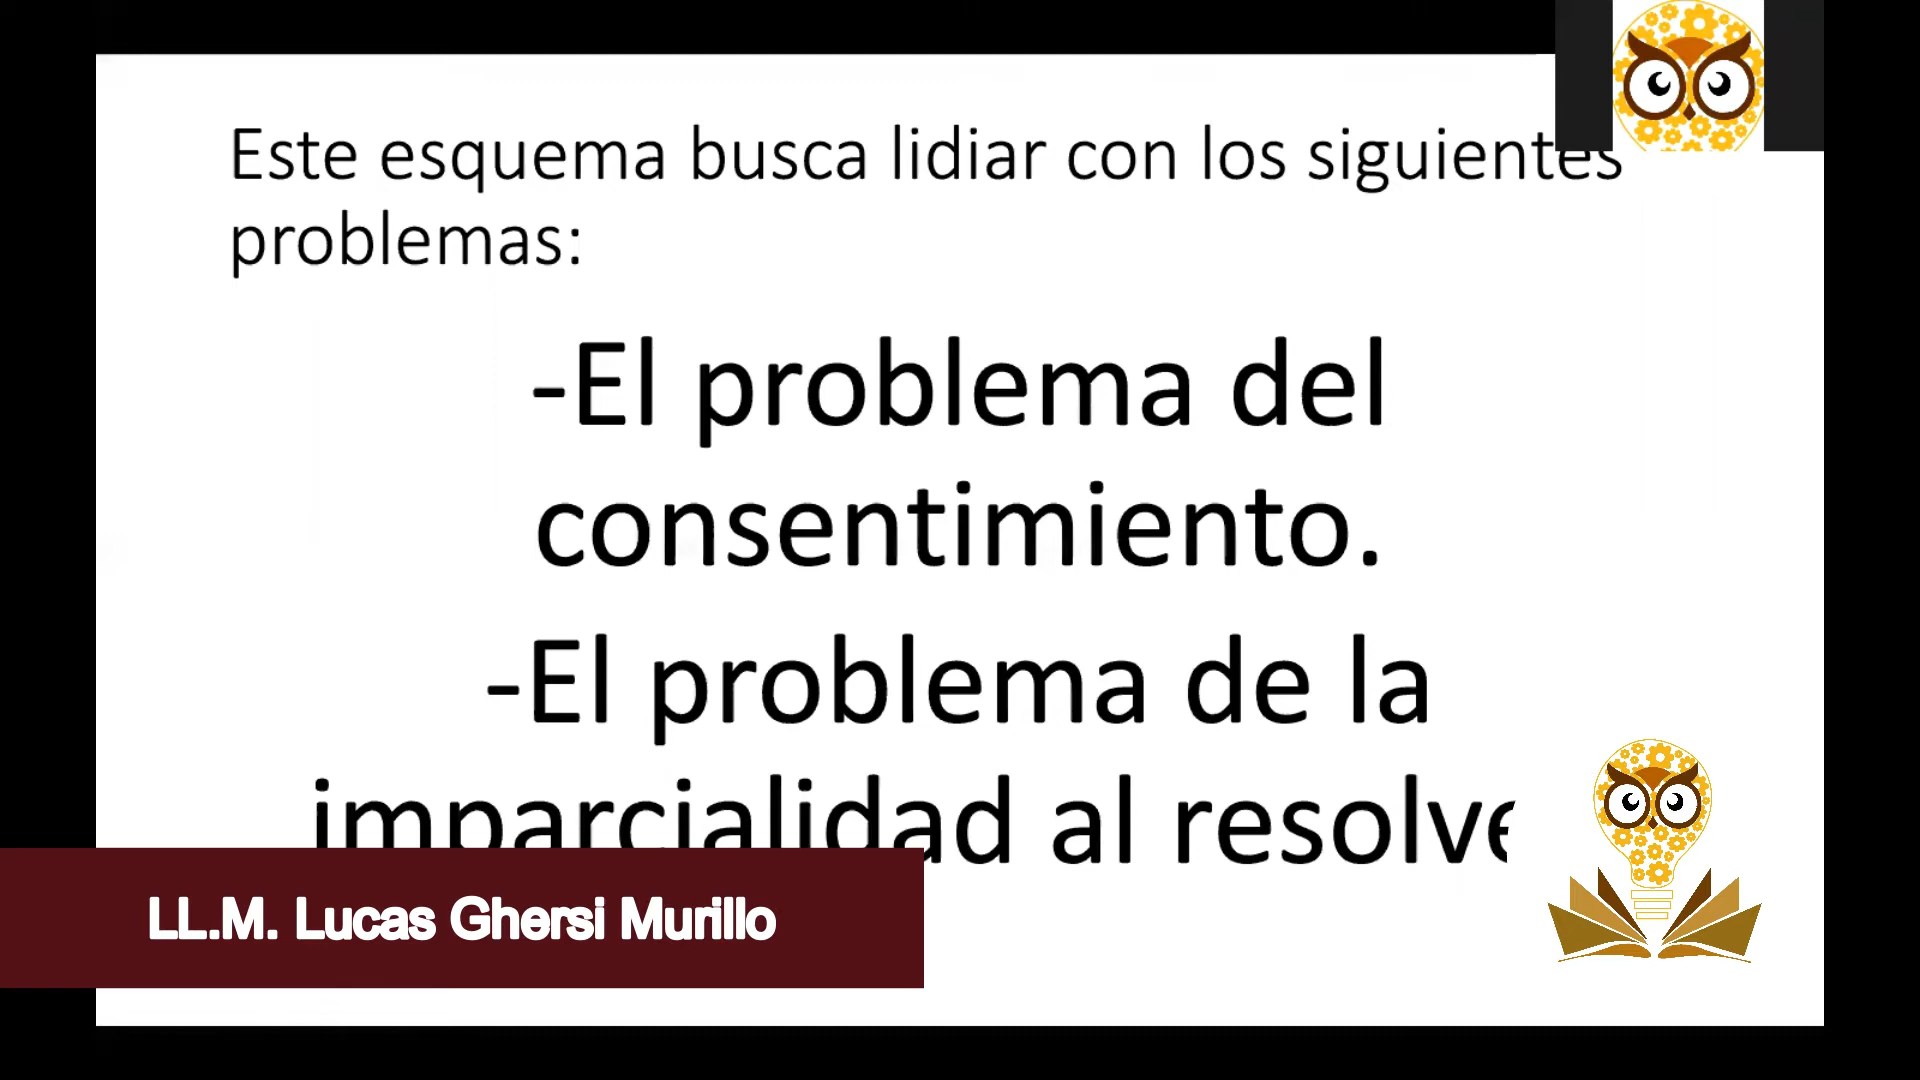 Este esquema busca lidiar con los siguientes
problemas:
-El problema del
consentimiento.
-El problema de la
imparcialidad al resolve
LL.M. Lucas Ghersi Murillo